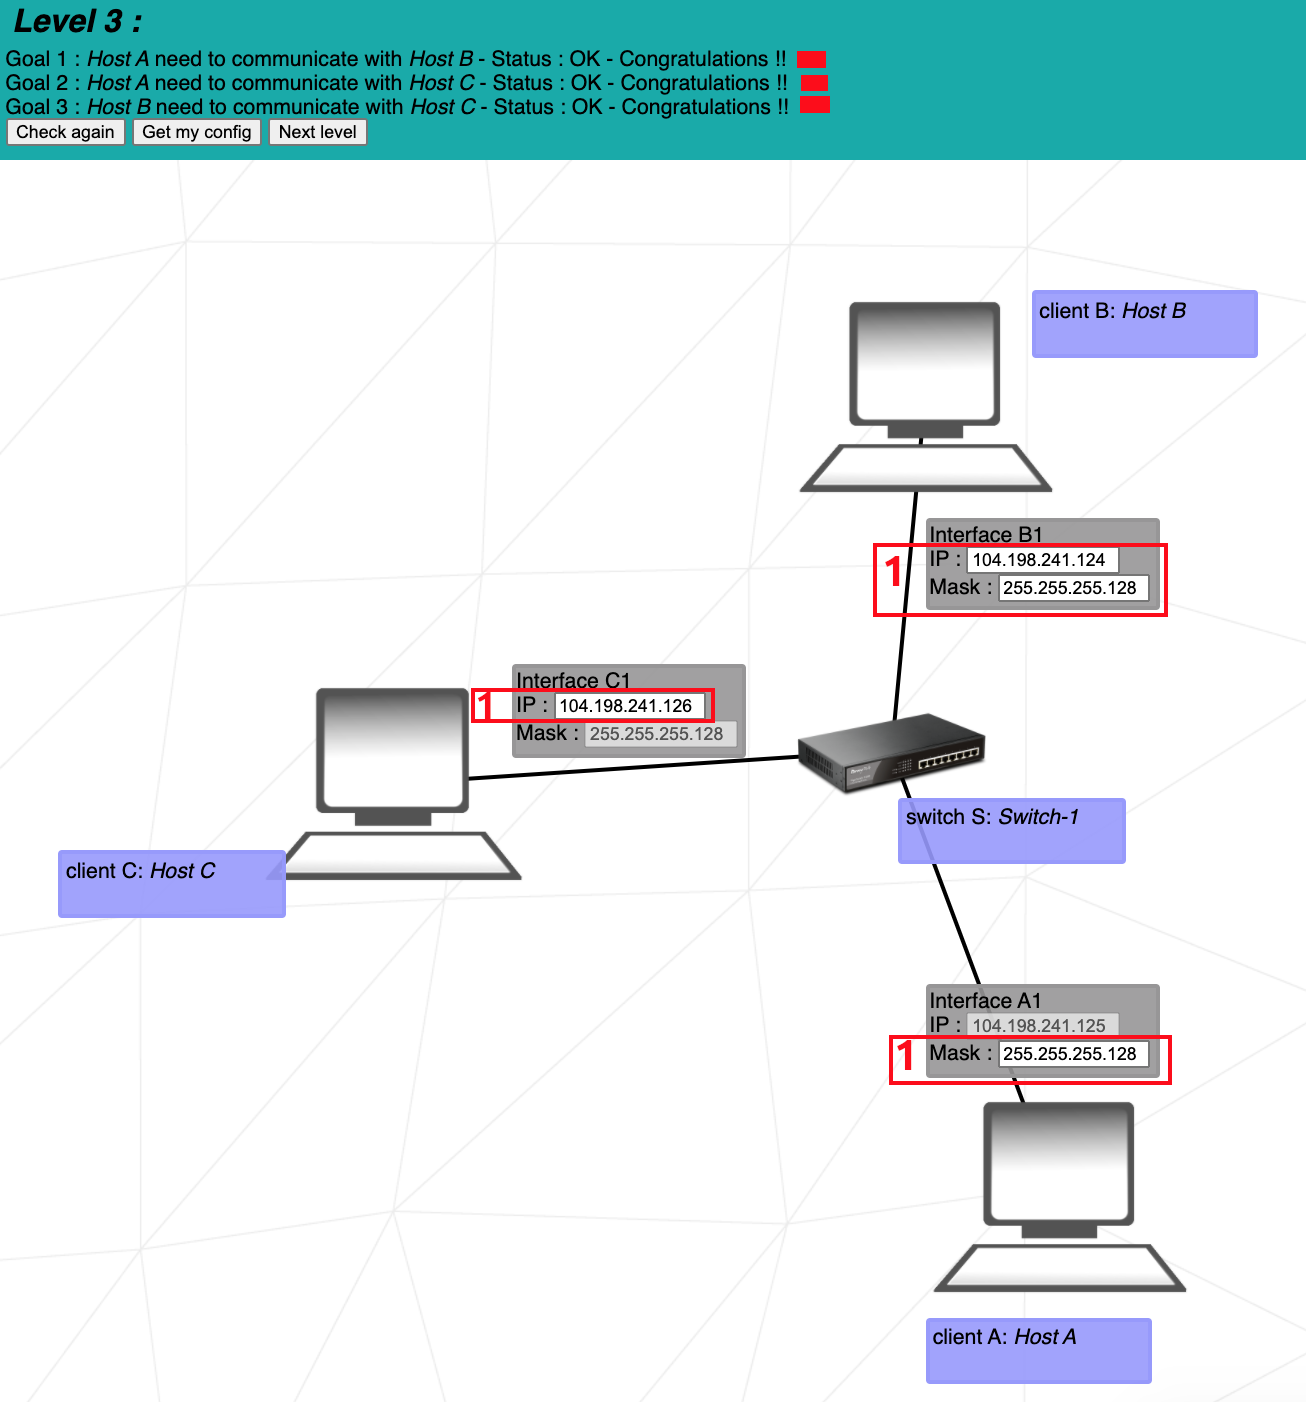 Level 3 :
Goal 1 : Host A need to communicate with Host B - Status : OK - Congratulations !!
Goal 2 : Host A need to communicate with Host C - Status : OK - Congratulations !!
Goal 3 : Host B need to communicate with Host C - Status : OK - Congratulations !!
Check again Get my config Next level
client B: Host B
Interface B1
1 IP : 104.198.241.124
Mask : 255.255.255.128
Interface C1
1 IP : 104.198.241.126
Mask : 255.255.255.128
switch S: Switch-1
client C: Host C
Interface A1
IP : 104.198.241.125
1 Mask : 255.255.255.128
client A: Host A